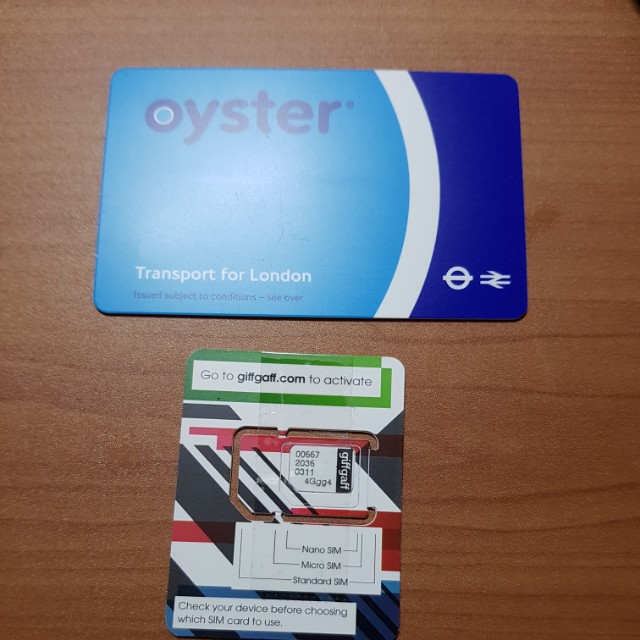 oyster
Transport for London
Issued subject to conditions – see over
Go to giffgaff.com to activate
00667
2036
0311
4Ggg4
giffgaff
Nano SIM
Micro SIM
Standard SIM
Check your device before choosing
which SIM card to use.